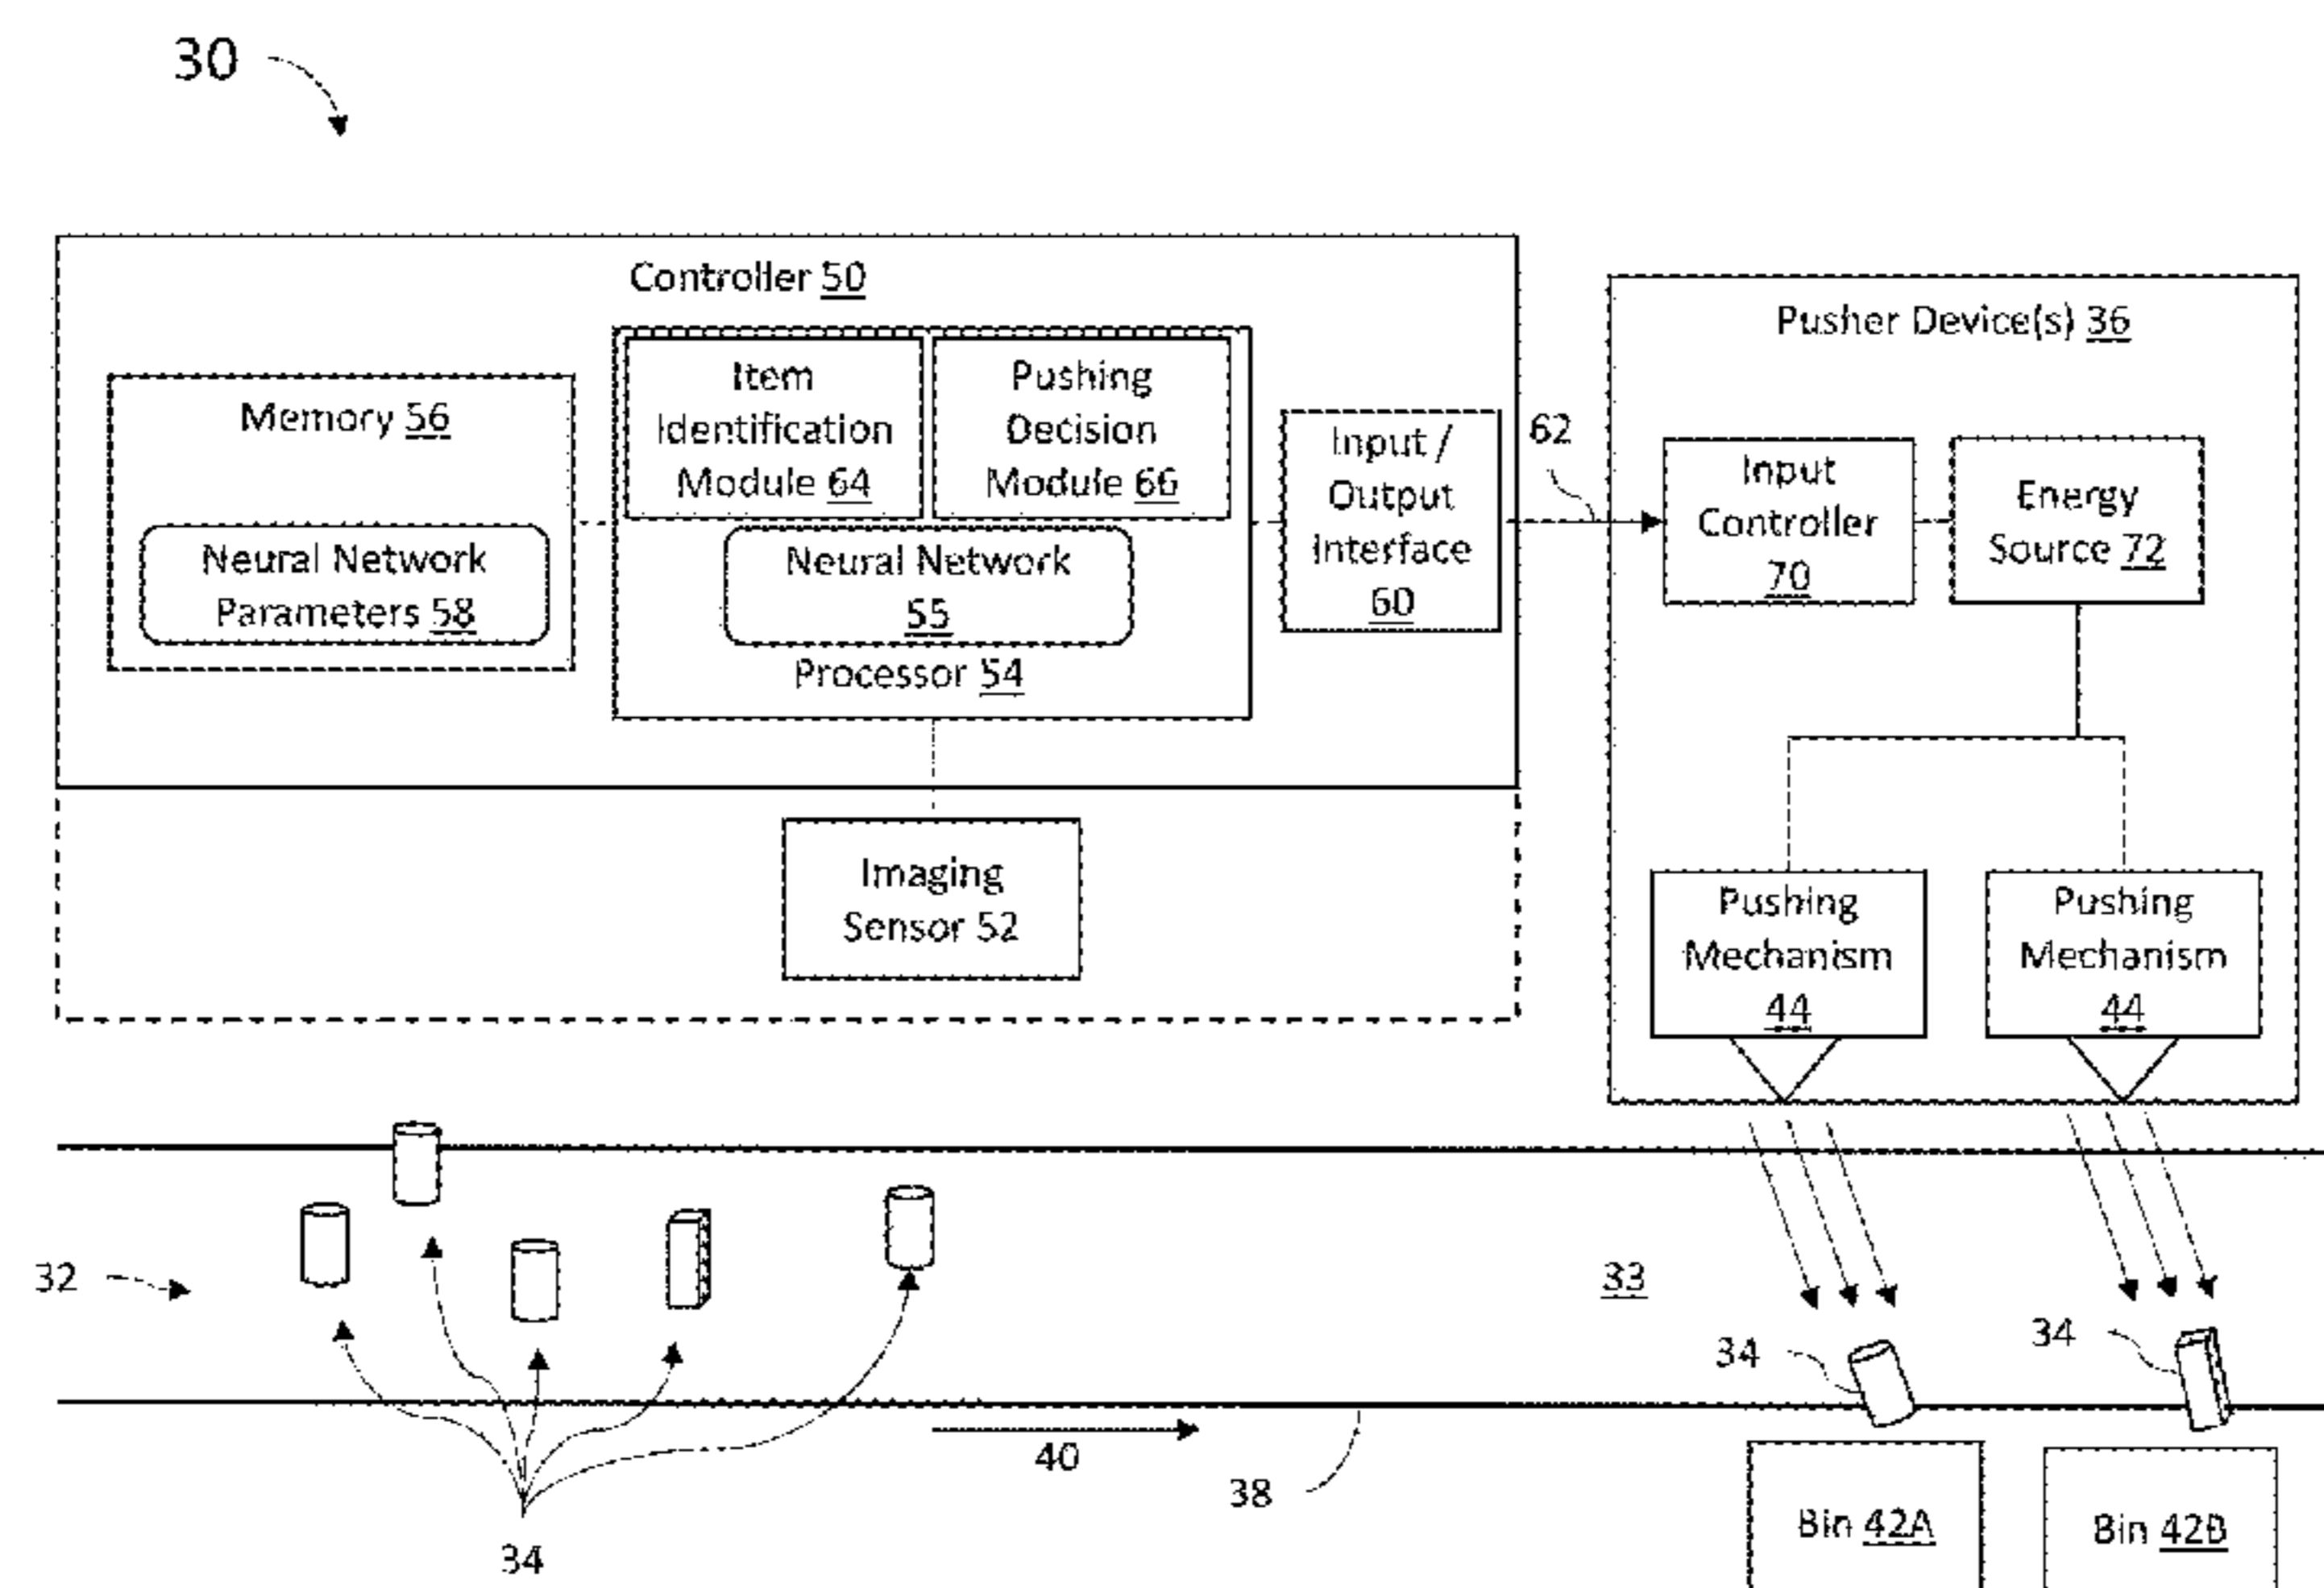 30
Controller 50
Memory 56
Neural Network
Parameters 58
Item
Identification
Module 64
Pushing
Decision
Module 66
Neural Network
55
Processor 54
Input /
Output
Interface
60
62
Pusher Device(s) 36
Input
Controller
70
Energy
Source 72
Imaging
Sensor 52
Pushing
Mechanism
44
Pushing
Mechanism
44
32
33
34
34
40
38
34
Bin 42A
Bin 42B